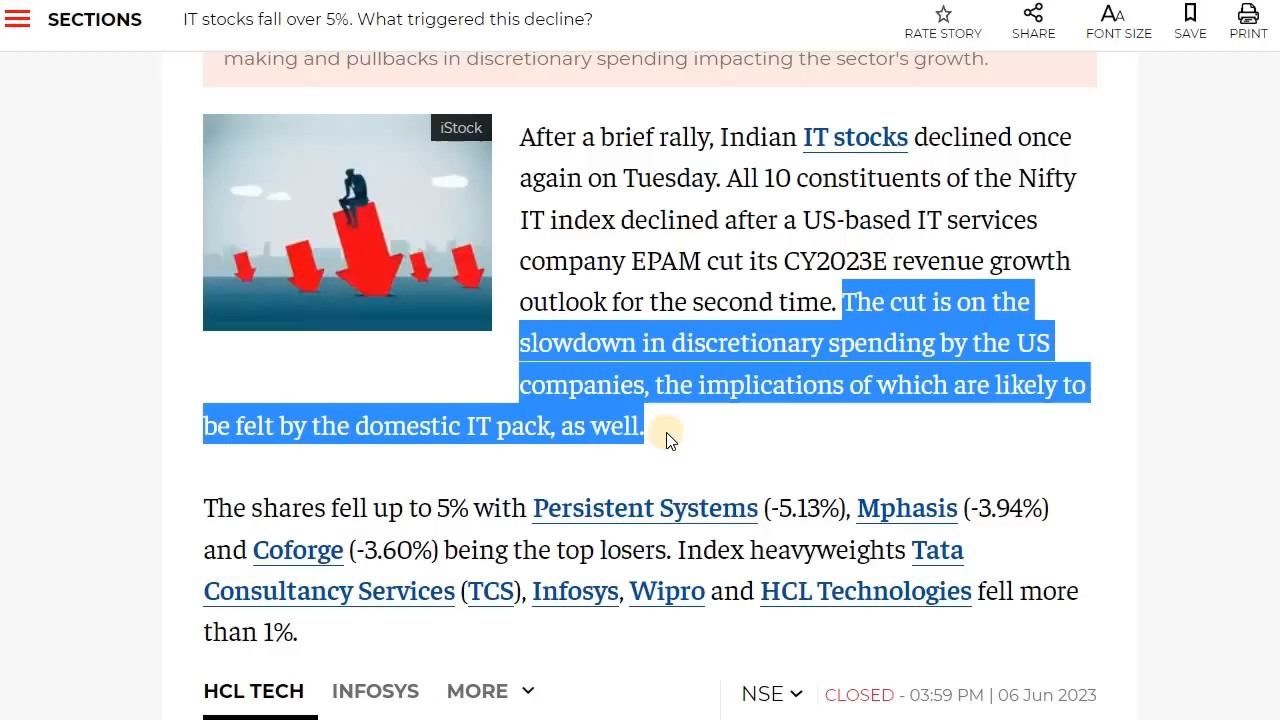 SECTIONS
IT stocks fall over 5%. What triggered this decline?
RATE STORY
SHARE
FONT SIZE
SAVE
PRINT
making and pullbacks in discretionary spending impacting the sector's growth.
iStock
After a brief rally, Indian IT stocks declined once
again on Tuesday. All 10 constituents of the Nifty
IT index declined after a US-based IT services
company EPAM cut its CY2023E revenue growth
outlook for the second time. The cut is on the
slowdown in discretionary spending by the US
companies, the implications of which are likely to
be felt by the domestic IT pack, as well.
The shares fell up to 5% with Persistent Systems (-5.13%), Mphasis (-3.94%)
and Coforge (-3.60%) being the top losers. Index heavyweights Tata
Consultancy Services (TCS), Infosys, Wipro and HCL Technologies fell more
than 1%.
HCL TECH
INFOSYS
MORE
NSE
CLOSED - 03:59 PM | 06 Jun 2023